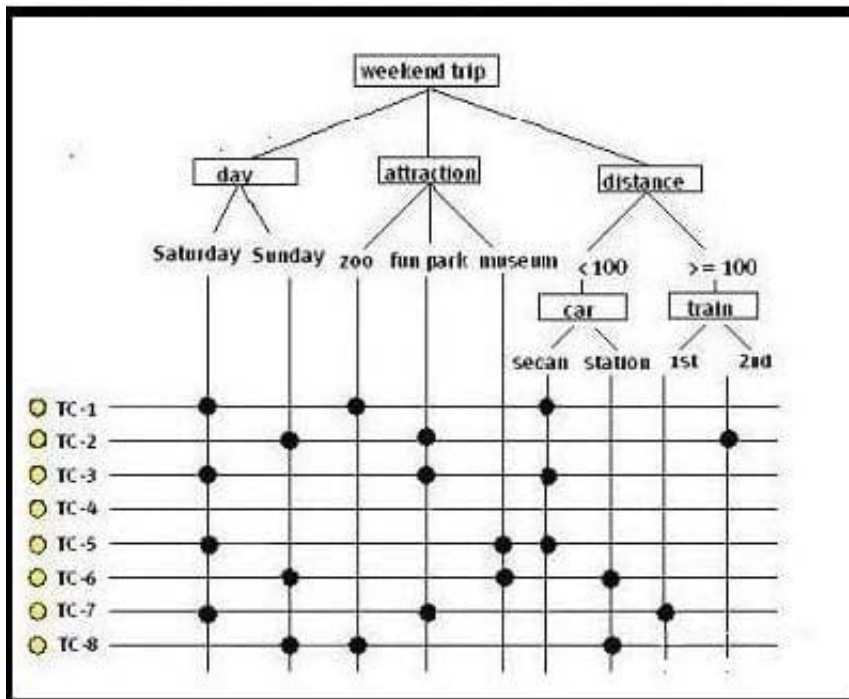 weekend trip
day
attraction
distance
Saturday Sunday zoo fun park museum <100 >= 100
car train
secan station 1st 2nd
TC-1
TC-2
TC-3
TC-4
TC-5
TC-6
TC-7
TC-8